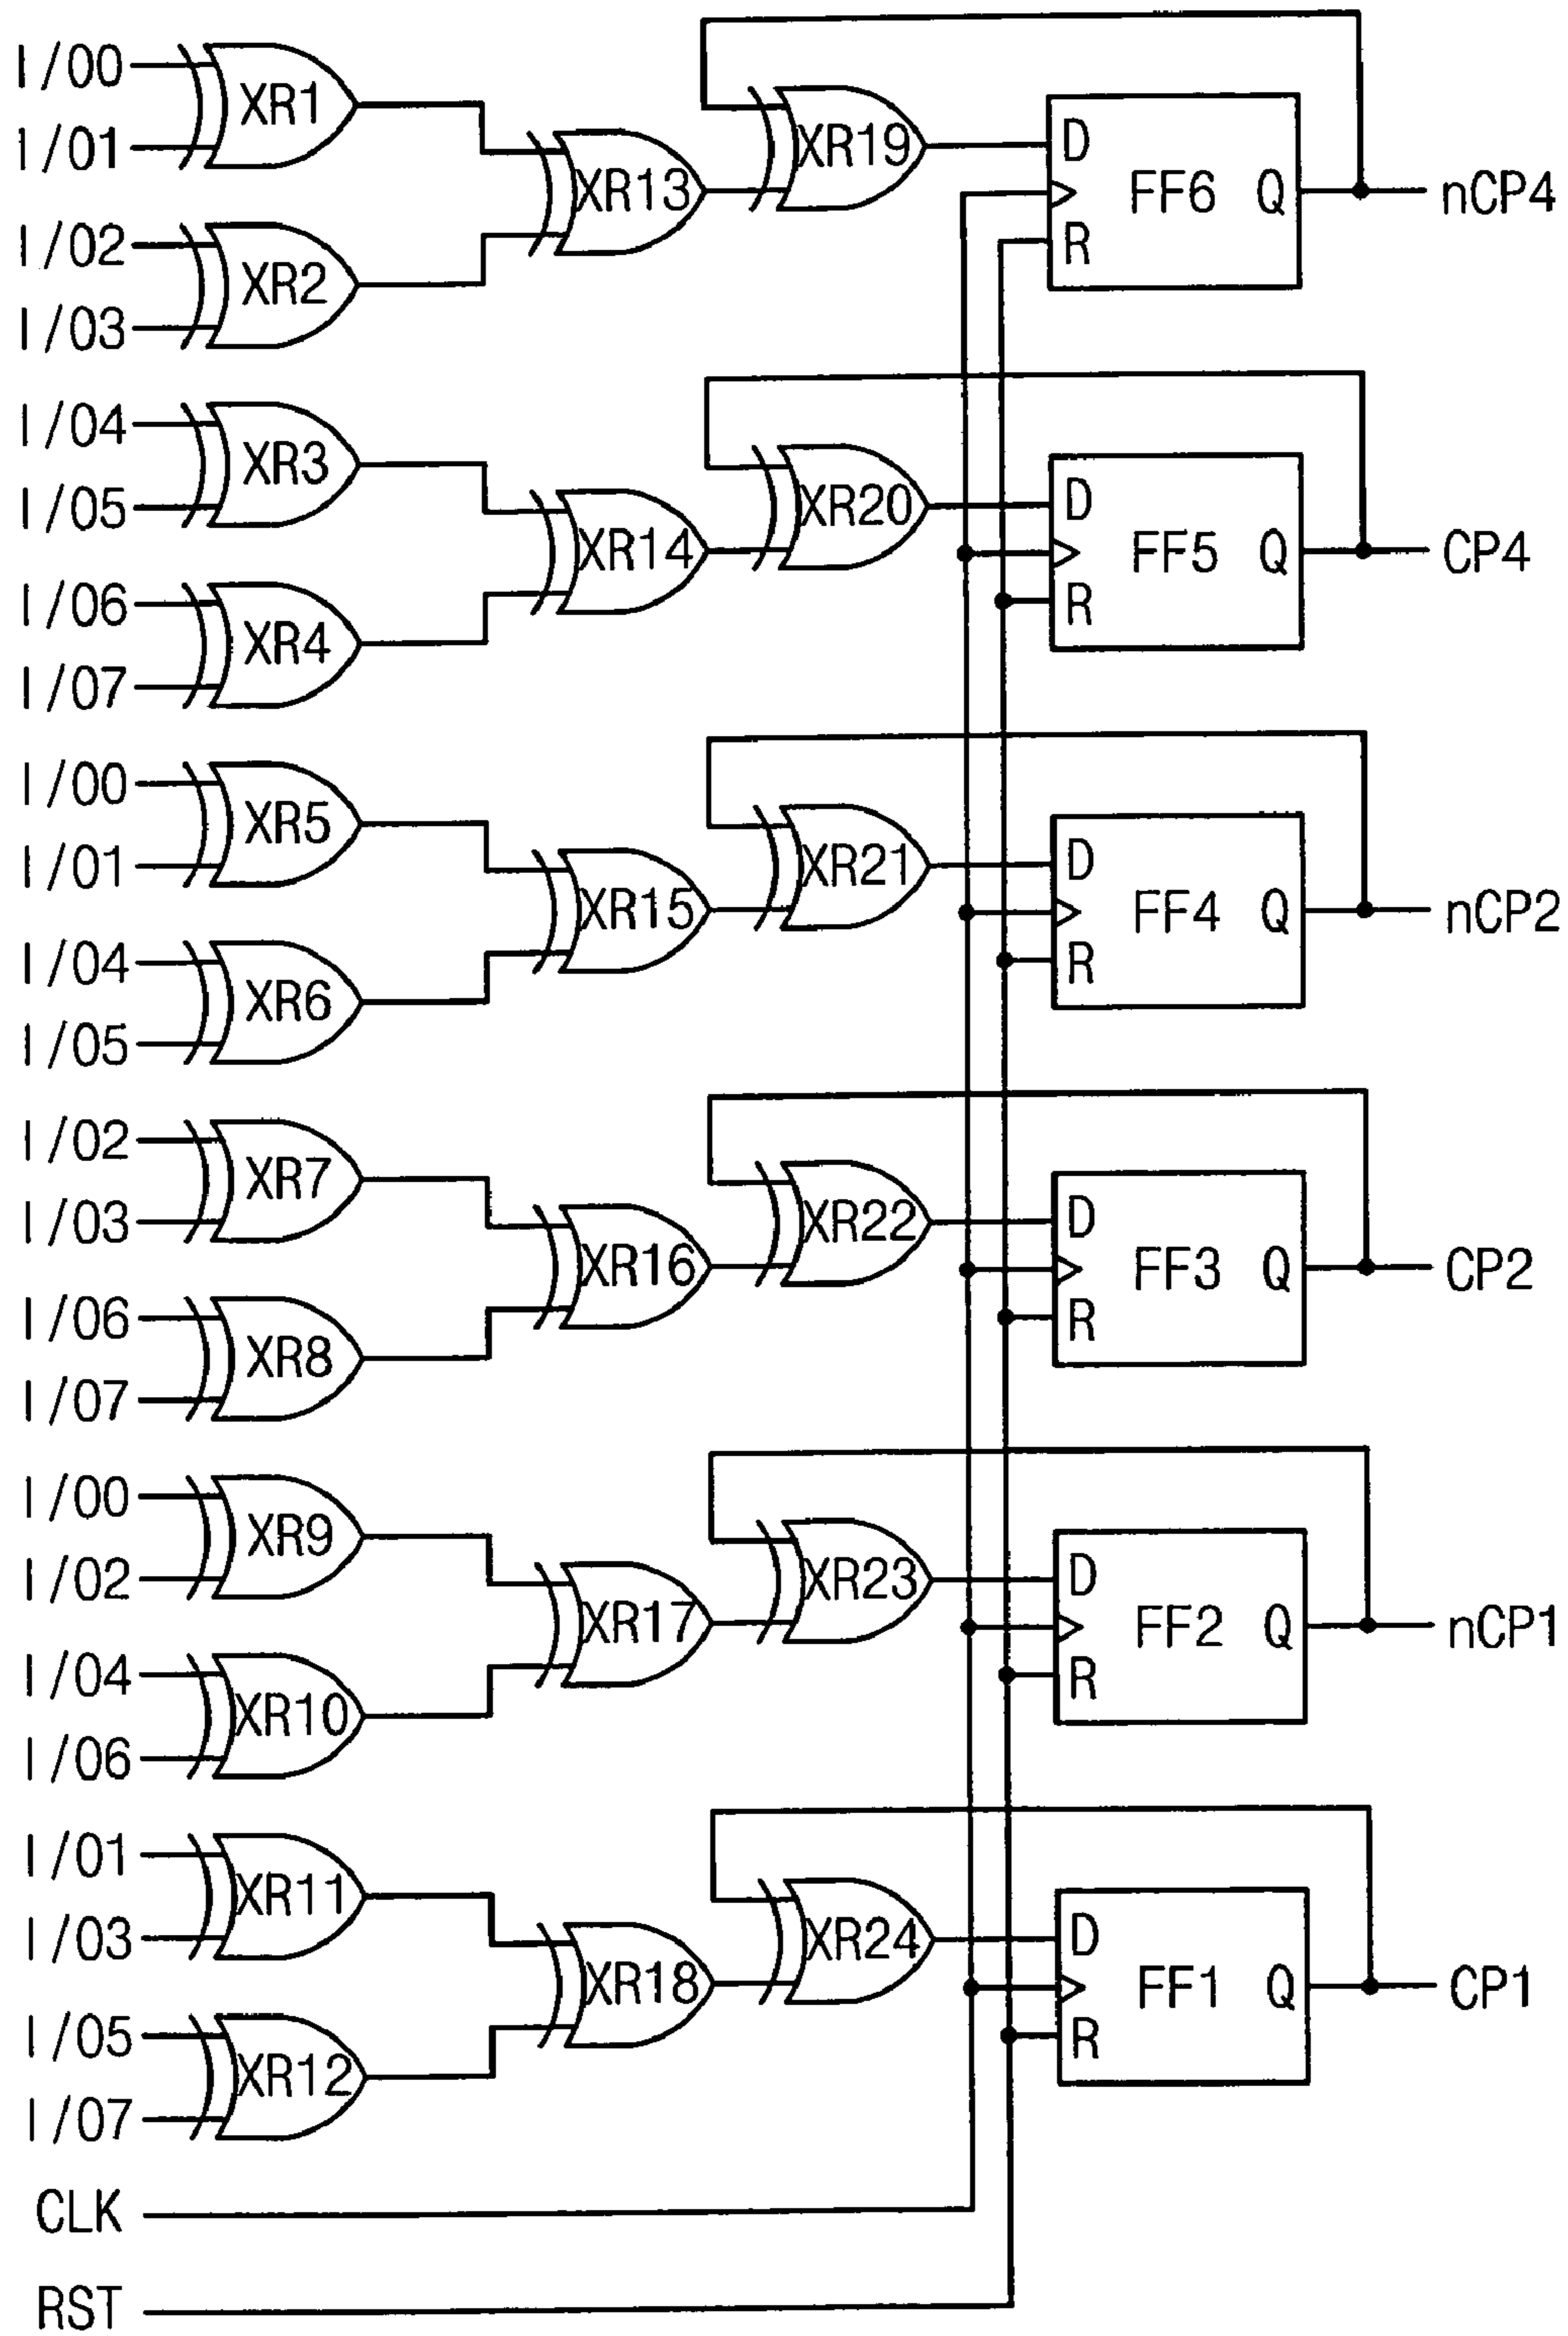 I/00
XR1
I/01
XR13
XR19
D
FF6
Q
R
nCP4
I/02
XR2
I/03
I/04
XR3
I/05
XR14
XR20
D
FF5
Q
R
CP4
I/06
XR4
I/07
I/00
XR5
I/01
XR15
XR21
D
FF4
Q
R
nCP2
I/04
XR6
I/05
I/02
XR7
I/03
XR16
XR22
D
FF3
Q
R
CP2
I/06
XR8
I/07
I/00
XR9
I/02
XR17
XR23
D
FF2
Q
R
nCP1
I/04
XR10
I/06
I/01
XR11
I/03
XR18
XR24
D
FF1
Q
R
CP1
I/05
XR12
I/07
CLK
RST